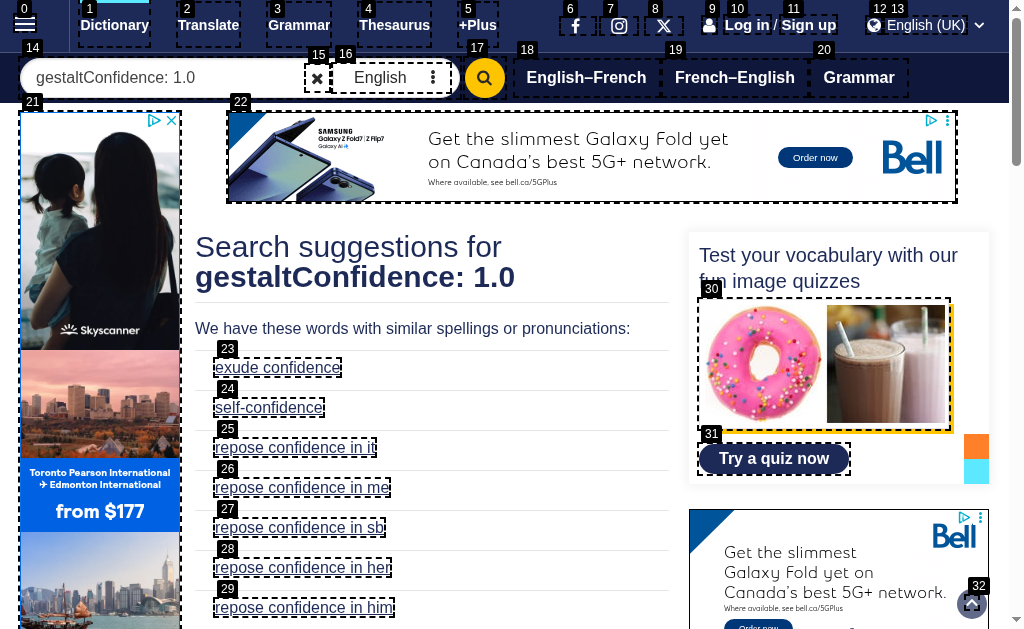 0 1 2 3 4 5 6 7 8 9 10 11 12 13
Dictionary Translate Grammar Thesaurus +Plus Log in / Sign up English (UK)
14 15 16 17 18 19 20
gestaltConfidence: 1.0 English English–French French–English Grammar
21 22
SAMSUNG
Galaxy Z Fold7 | Z Flip7
Galaxy AI
Get the slimmest Galaxy Fold yet
on Canada's best 5G+ network.
Where available, see bell.ca/5GPlus
Order now
Bell
Skyscanner
Toronto Pearson International
✈ Edmonton International
from $177
Search suggestions for
gestaltConfidence: 1.0
We have these words with similar spellings or pronunciations:
23
exude confidence
24
self-confidence
25
repose confidence in it
26
repose confidence in me
27
repose confidence in sb
28
repose confidence in her
29
repose confidence in him
Test your vocabulary with our
fun image quizzes
30
31
Try a quiz now
Bell
Get the slimmest
Galaxy Fold yet on
Canada's best 5G+ network.
Where available, see bell.ca/5GPlus
Order now
32